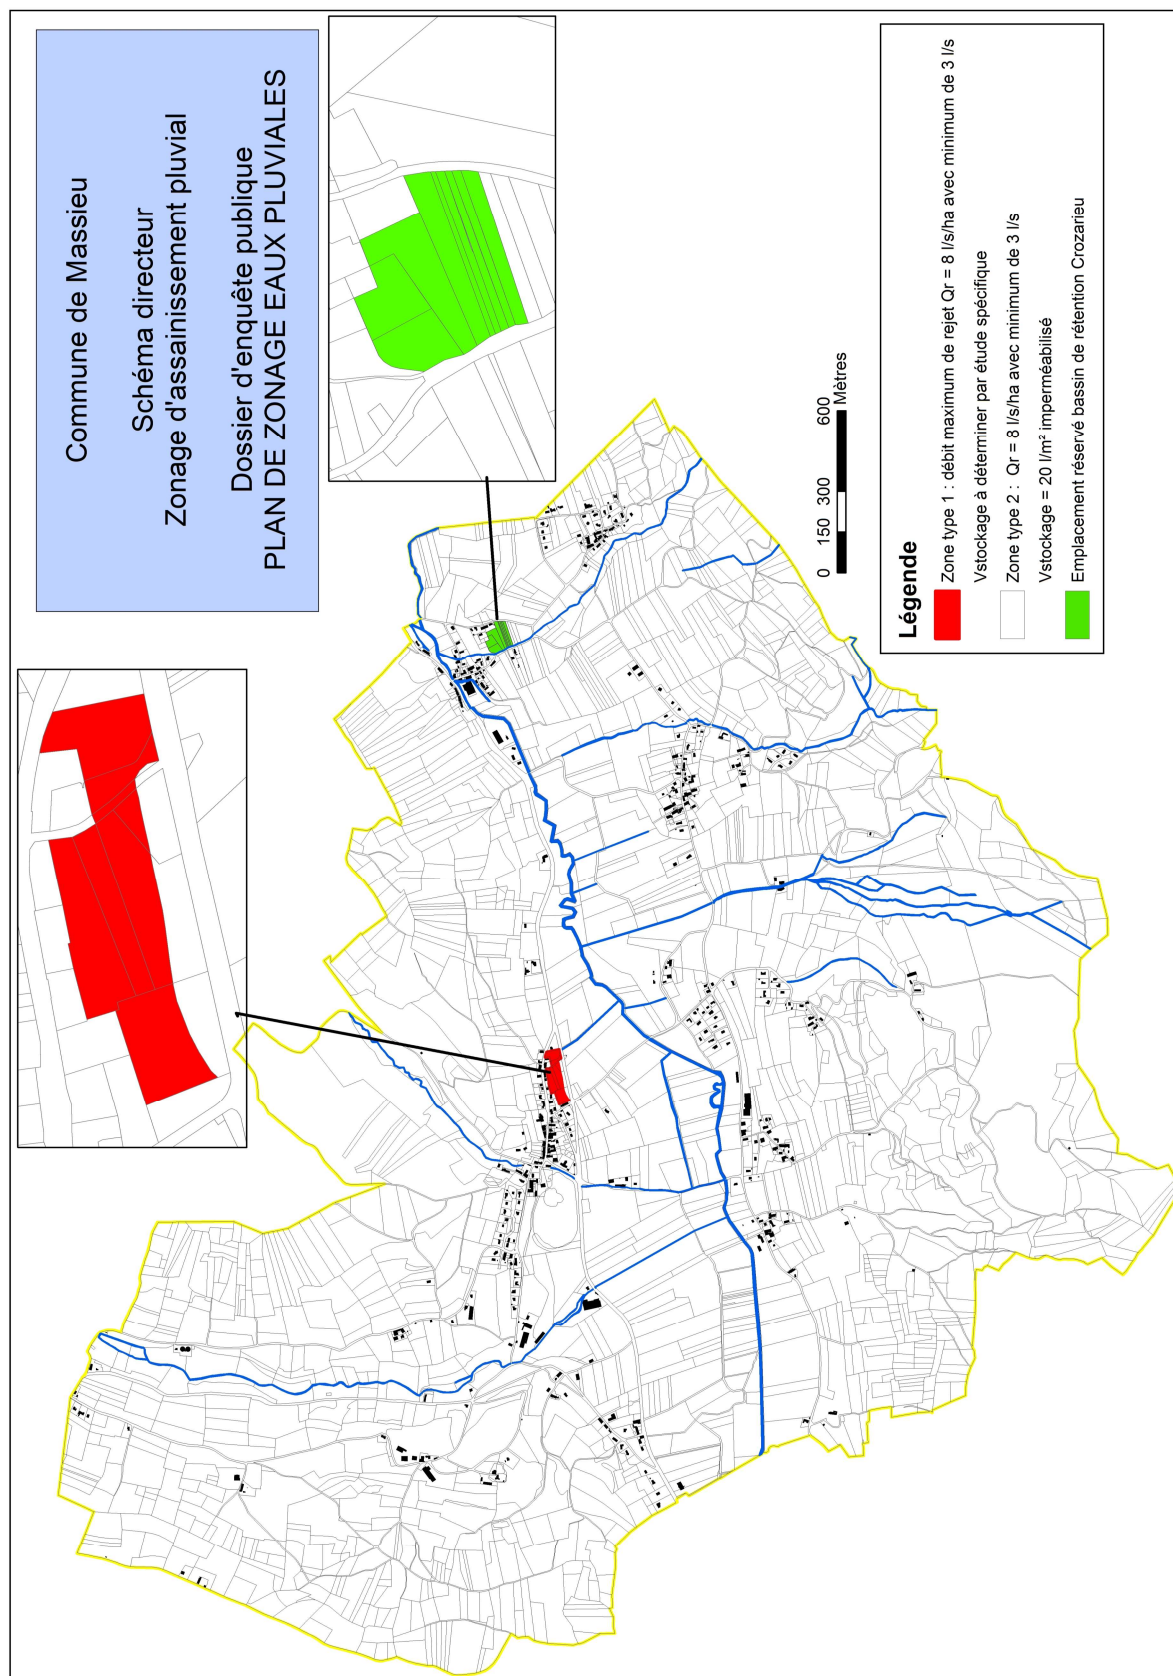 Commune de Massieu
Schéma directeur
Zonage d'assainissement pluvial
Dossier d'enquête publique
PLAN DE ZONAGE EAUX PLUVIALES
0 150 300 600
Mètres
Légende
Zone type 1 : débit maximum de rejet Qr = 8 l/s/ha avec minimum de 3 l/s
Vstockage à déterminer par étude spécifique
Zone type 2 : Qr = 8 l/s/ha avec minimum de 3 l/s
Vstockage = 20 l/m² imperméabilisé
Emplacement réservé bassin de rétention Crozarieu